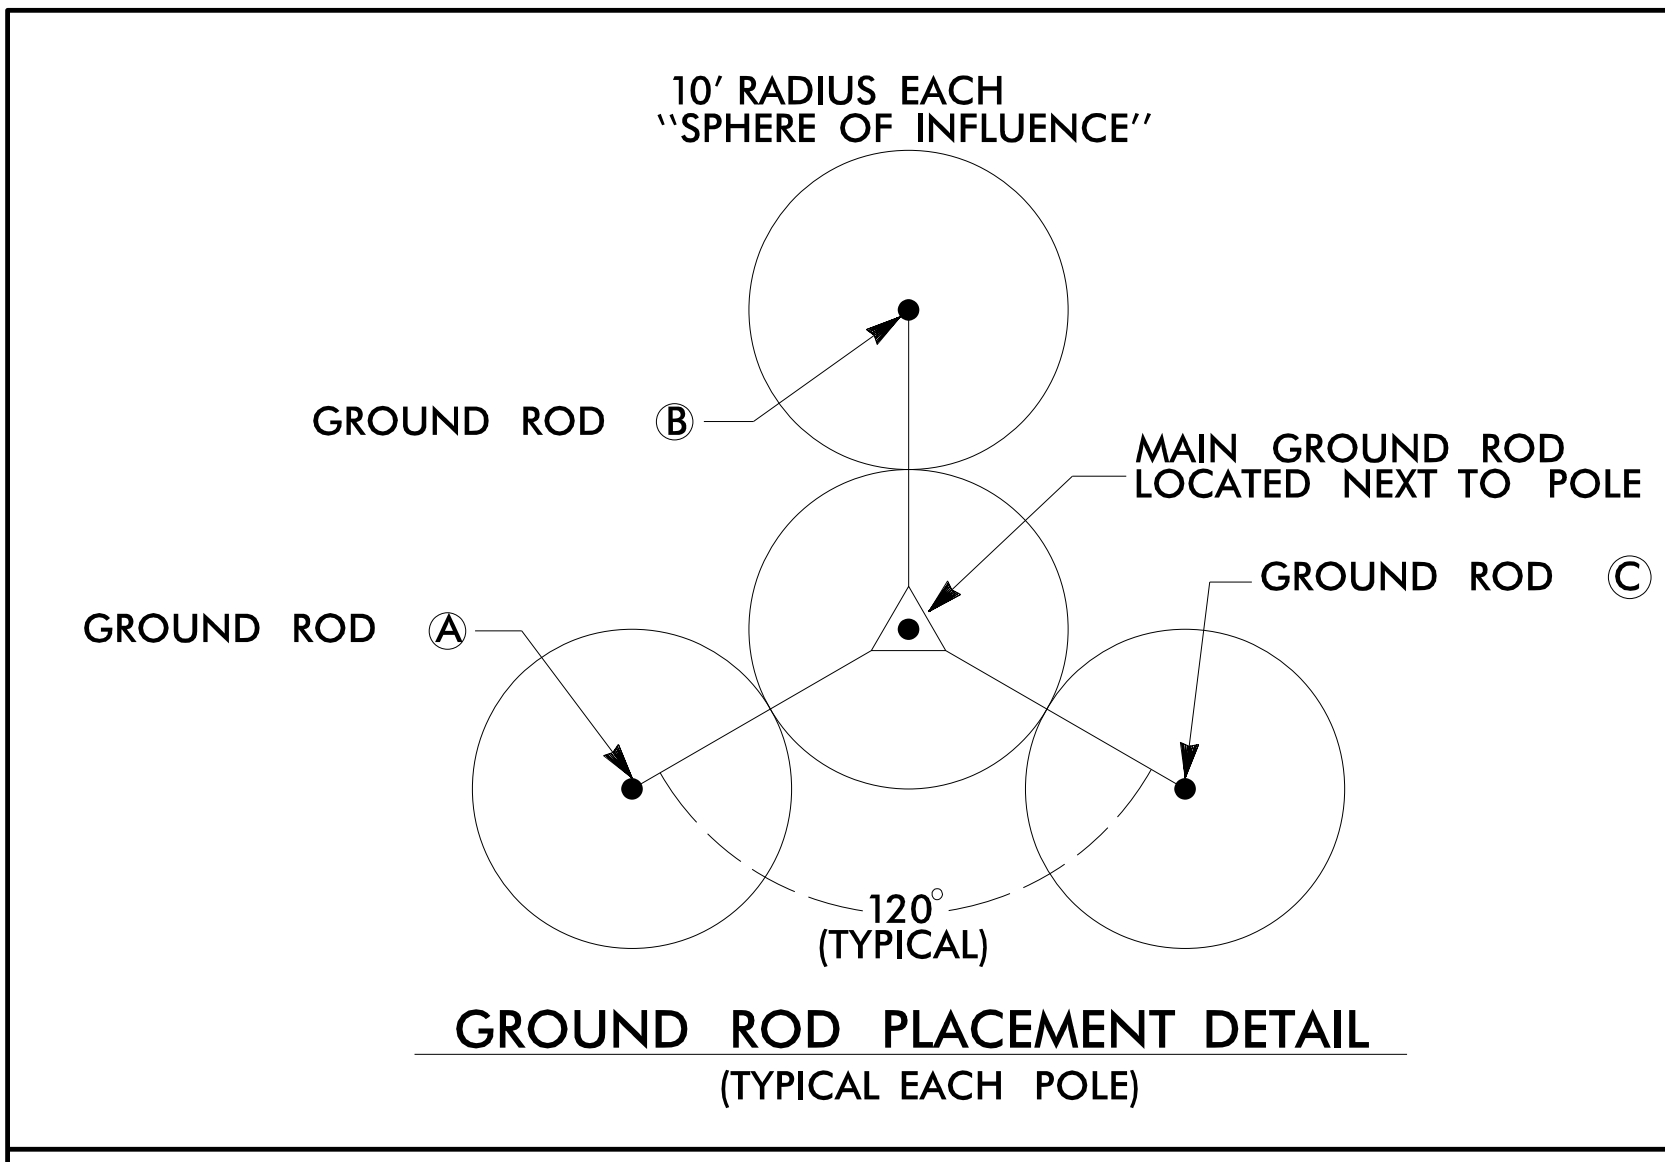 10' RADIUS EACH
''SPHERE OF INFLUENCE''
GROUND ROD B
MAIN GROUND ROD
LOCATED NEXT TO POLE
GROUND ROD C
GROUND ROD A
120°
(TYPICAL)
GROUND ROD PLACEMENT DETAIL
(TYPICAL EACH POLE)